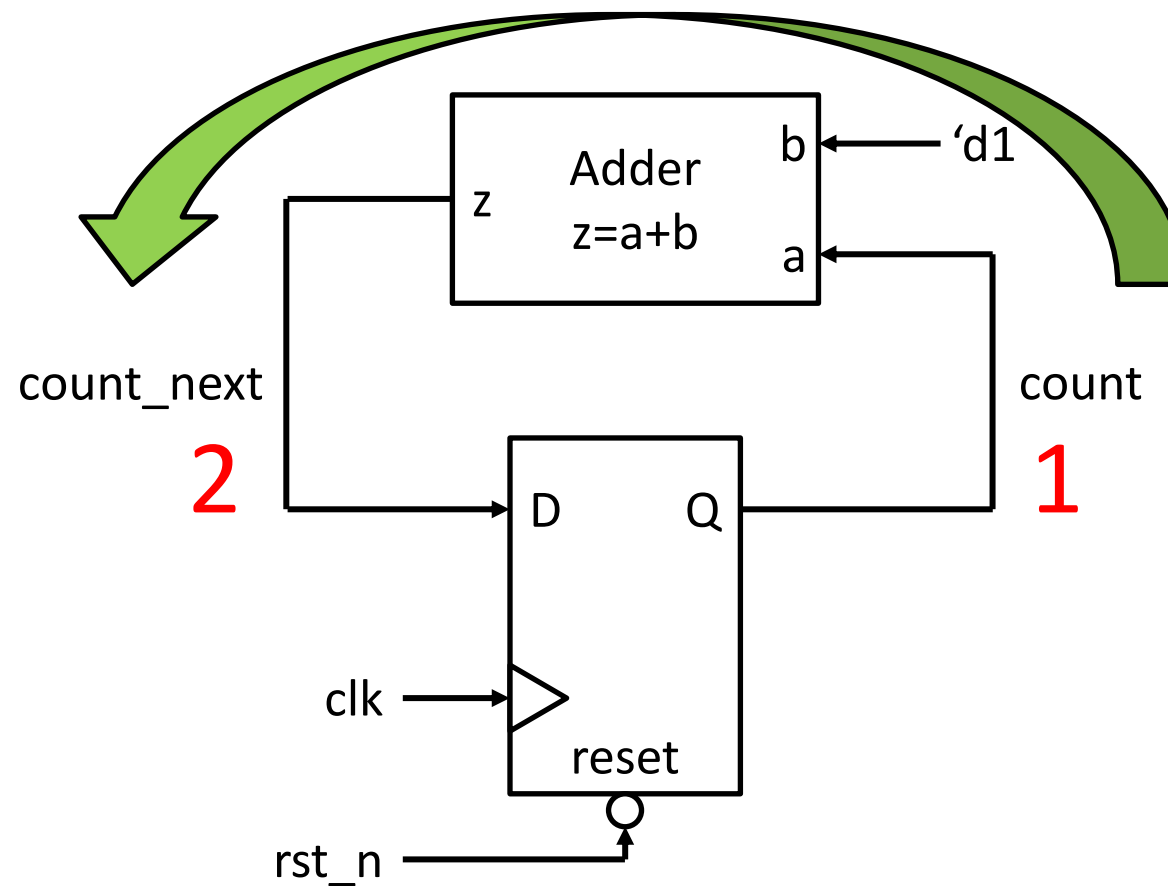 Adder
z=a+b
z
b
‘d1
a
count_next
2
count
1
D
Q
clk
reset
rst_n